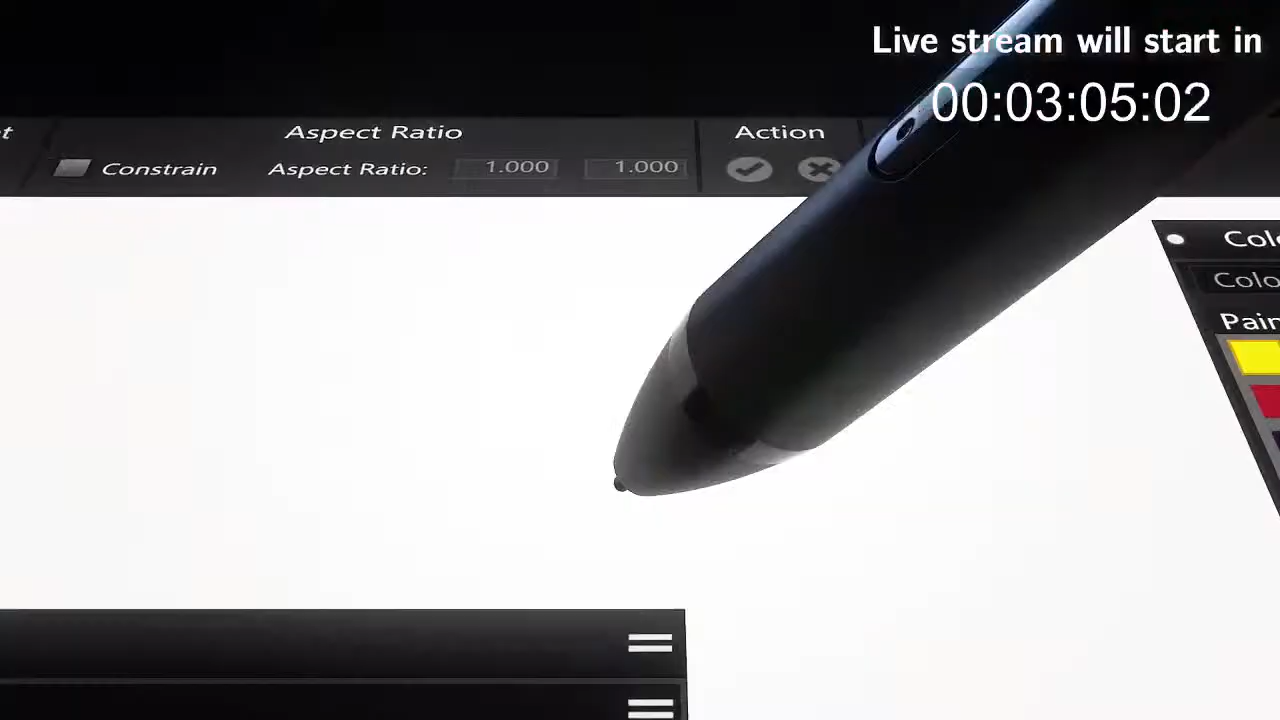 Live stream will start in
00:03:05:02
Aspect Ratio
Action
Constrain
Aspect Ratio:
1.000
1.000